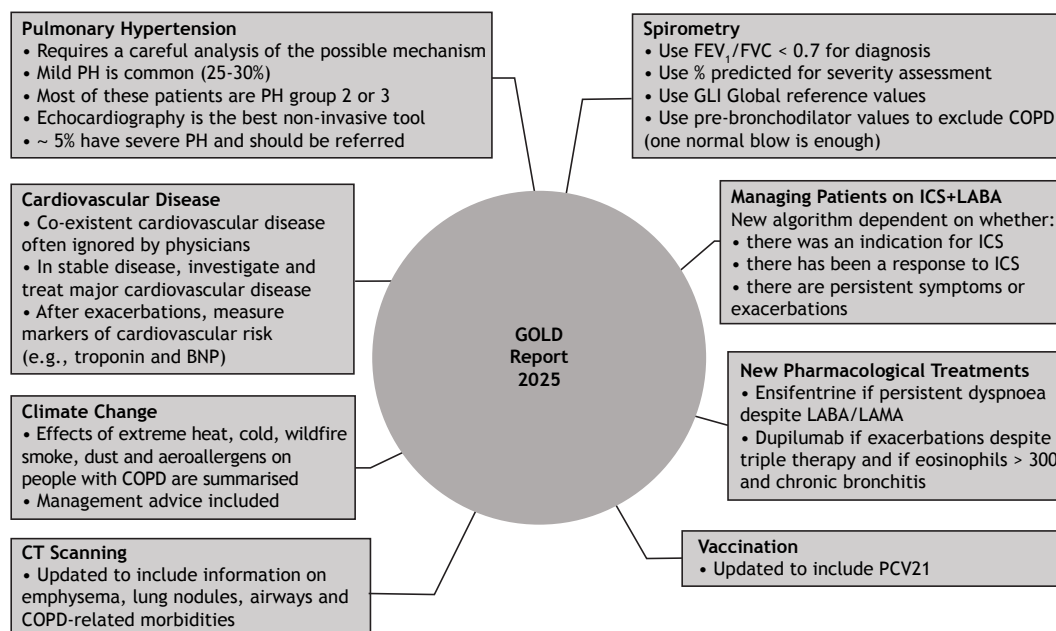 Pulmonary Hypertension
• Requires a careful analysis of the possible mechanism
• Mild PH is common (25-30%)
• Most of these patients are PH group 2 or 3
• Echocardiography is the best non-invasive tool
• ~ 5% have severe PH and should be referred
Cardiovascular Disease
• Co-existent cardiovascular disease
often ignored by physicians
• In stable disease, investigate and
treat major cardiovascular disease
• After exacerbations, measure
markers of cardiovascular risk
(e.g., troponin and BNP)
Climate Change
• Effects of extreme heat, cold, wildfire
smoke, dust and aeroallergens on
people with COPD are summarised
• Management advice included
CT Scanning
• Updated to include information on
emphysema, lung nodules, airways and
COPD-related morbidities
GOLD
Report
2025
Spirometry
• Use FEV₁/FVC < 0.7 for diagnosis
• Use % predicted for severity assessment
• Use GLI Global reference values
• Use pre-bronchodilator values to exclude COPD
(one normal blow is enough)
Managing Patients on ICS+LABA
New algorithm dependent on whether:
• there was an indication for ICS
• there has been a response to ICS
• there are persistent symptoms or
exacerbations
New Pharmacological Treatments
• Ensifentrine if persistent dyspnoea
despite LABA/LAMA
• Dupilumab if exacerbations despite
triple therapy and if eosinophils > 300
and chronic bronchitis
Vaccination
• Updated to include PCV21